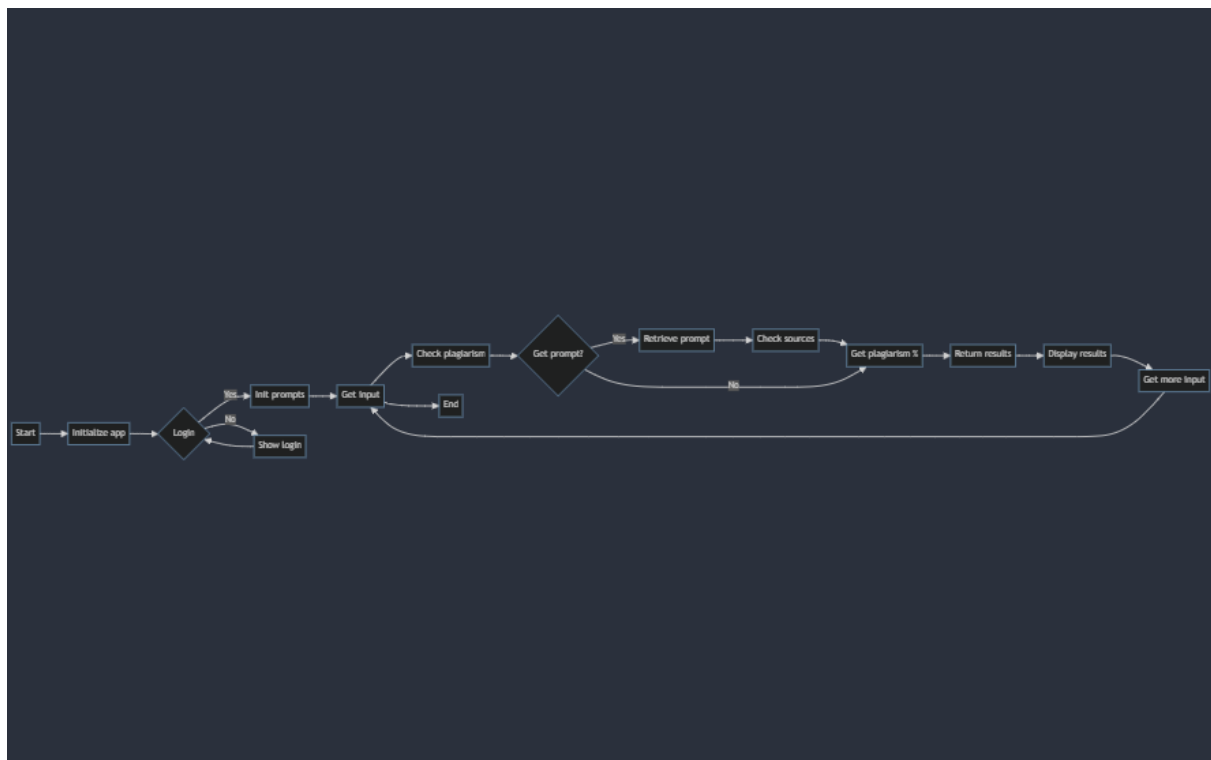 Start
Initialize app
Login
Yes
Init prompts
No
Show login
Get input
End
Check plagiarism
Get prompt?
Yes
Retrieve prompt
Check sources
No
Get plagiarism %
Return results
Display results
Get more input